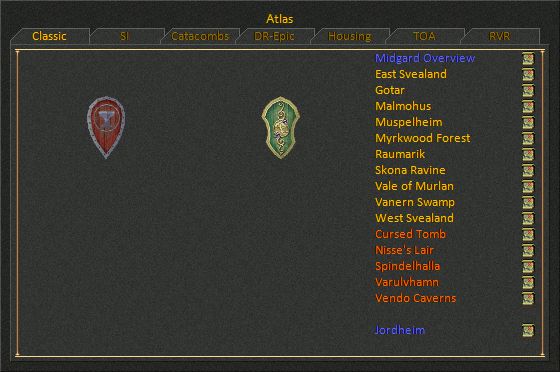 Atlas
Classic SI Catacombs DR-Epic Housing TOA RVR
Midgard Overview
East Svealand
Gotar
Malmohus
Muspelheim
Myrkwood Forest
Raumarik
Skona Ravine
Vale of Murlan
Vanern Swamp
West Svealand
Cursed Tomb
Nisse's Lair
Spindelhalla
Varulvhamn
Vendo Caverns
Jordheim